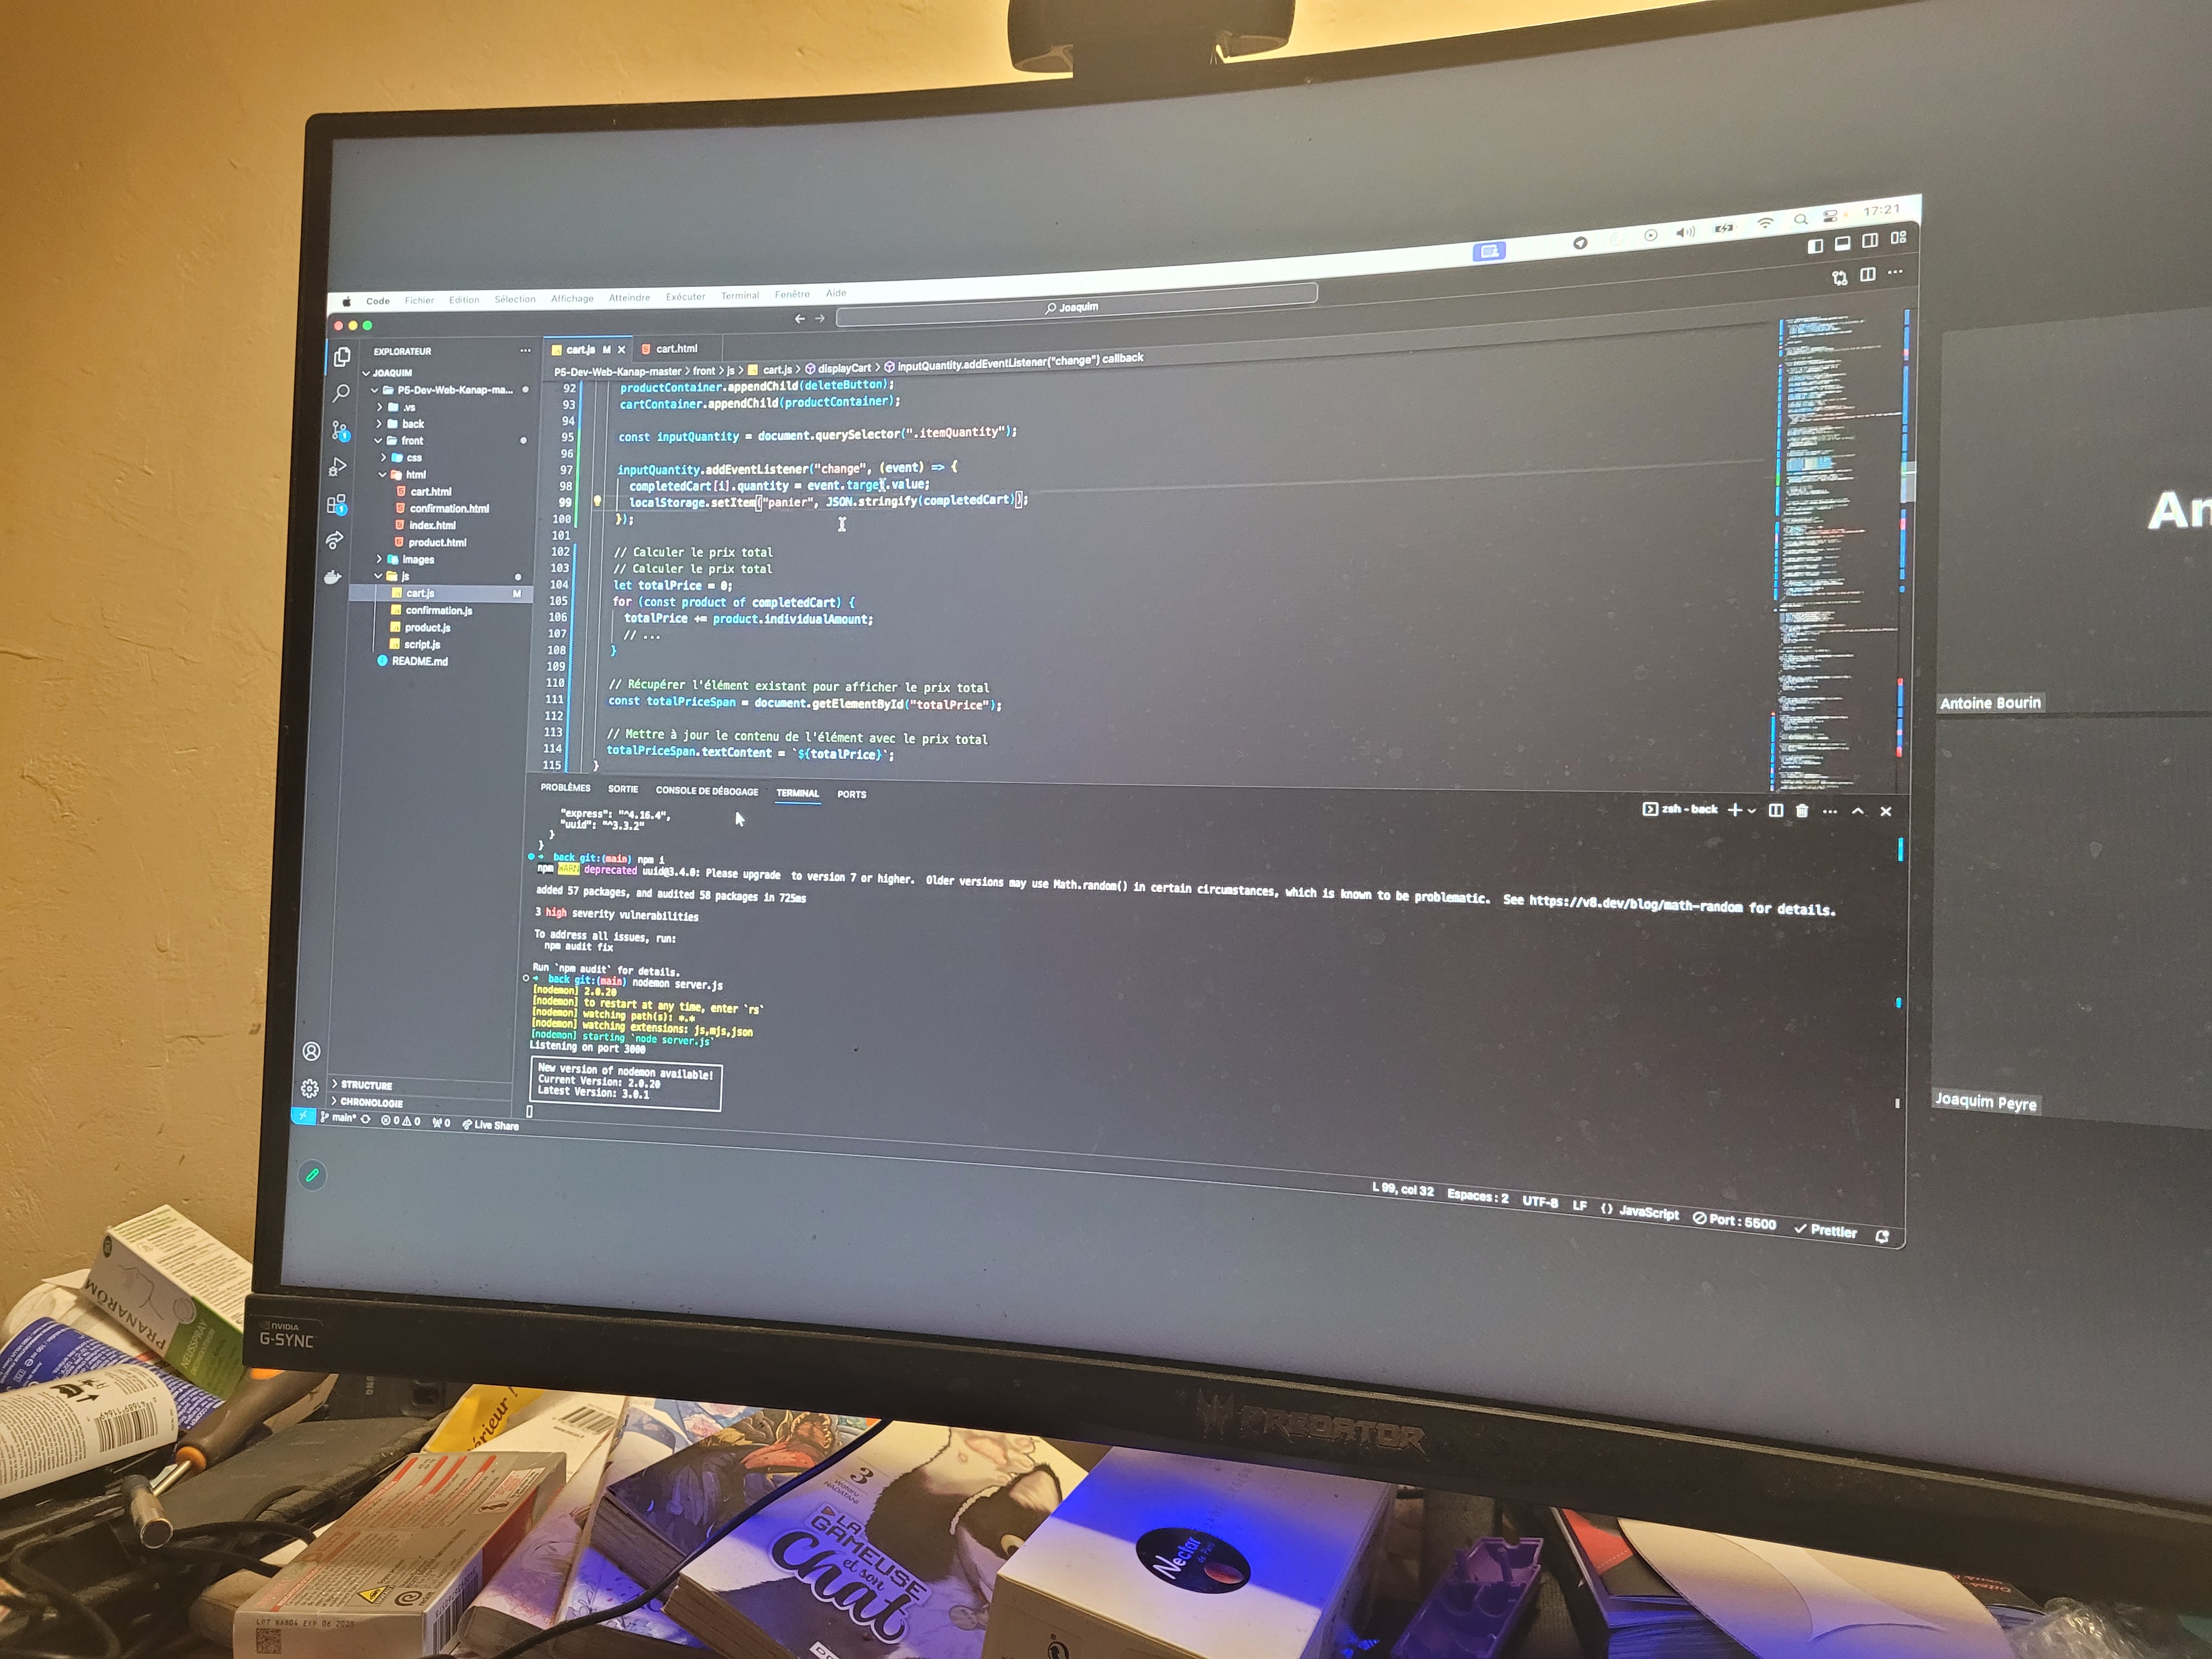 17:21
Code Fichier Edition Sélection Affichage Atteindre Exécuter Terminal Fenêtre Aide
Joaquim
EXPLORATEUR
JOAQUIM
P5-Dev-Web-Kanap-ma...
.vs
back
front
css
html
cart.html
confirmation.html
index.html
product.html
images
js
cart.js M
confirmation.js
product.js
script.js
README.md
STRUCTURE
CHRONOLOGIE
cart.js M
cart.html
P5-Dev-Web-Kanap-master > front > js > cart.js > displayCart > inputQuantity.addEventListener("change") callback
92 productContainer.appendChild(deleteButton);
93 cartContainer.appendChild(productContainer);
94
95 const inputQuantity = document.querySelector(".itemQuantity");
96
97 inputQuantity.addEventListener("change", (event) => {
98 completedCart[i].quantity = event.target.value;
99 localStorage.setItem("panier", JSON.stringify(completedCart));
100 });
101
102 // Calculer le prix total
103 // Calculer le prix total
104 let totalPrice = 0;
105 for (const product of completedCart) {
106 totalPrice += product.individualAmount;
107 // ...
108 }
109
110 // Récupérer l'élément existant pour afficher le prix total
111 const totalPriceSpan = document.getElementById("totalPrice");
112
113 // Mettre à jour le contenu de l'élément avec le prix total
114 totalPriceSpan.textContent = `${totalPrice}`;
115 }
PROBLÈMES SORTIE CONSOLE DE DÉBOGAGE TERMINAL PORTS
zsh - back
"express": "^4.16.4",
"uuid": "^3.3.2"
}
}
back git:(main) npm i
npm WARN deprecated uuid@3.4.0: Please upgrade to version 7 or higher. Older versions may use Math.random() in certain circumstances, which is known to be problematic. See https://v8.dev/blog/math-random for details.
added 57 packages, and audited 58 packages in 725ms
3 high severity vulnerabilities
To address all issues, run:
npm audit fix
Run `npm audit` for details.
back git:(main) nodemon server.js
[nodemon] 2.0.20
[nodemon] to restart at any time, enter `rs`
[nodemon] watching path(s): *.*
[nodemon] watching extensions: js,mjs,json
[nodemon] starting `node server.js`
Listening on port 3000
New version of nodemon available!
Current Version: 2.0.20
Latest Version: 3.0.1
main* 0 0 0 Live Share
L 99, col 32 Espaces : 2 UTF-8 LF {} JavaScript Port : 5500 Prettier
An
Antoine Bourin
Joaquim Peyre
NVIDIA
G-SYNC
PREDATOR
PRANARŌM
érieur !
LOT EXP 06 2025
3
Wataru
NADATANI
LA
GAMEUSE
et son
Chat
Nectar